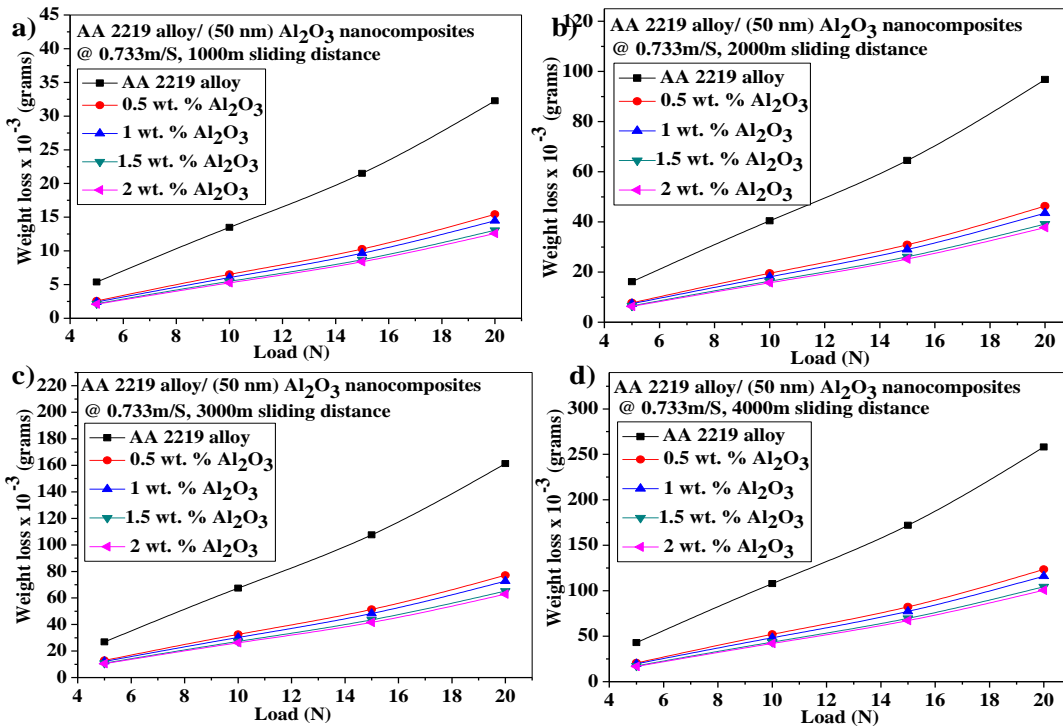 a)
AA 2219 alloy/ (50 nm) Al2O3 nanocomposites
@ 0.733m/S, 1000m sliding distance
AA 2219 alloy
0.5 wt. % Al2O3
1 wt. % Al2O3
1.5 wt. % Al2O3
2 wt. % Al2O3
Weight loss x 10-3 (grams)
45
40
35
30
25
20
15
10
5
0
4 6 8 10 12 14 16 18 20
Load (N)
b)
AA 2219 alloy/ (50 nm) Al2O3 nanocomposites
@ 0.733m/S, 2000m sliding distance
AA 2219 alloy
0.5 wt. % Al2O3
1 wt. % Al2O3
1.5 wt. % Al2O3
2 wt. % Al2O3
Weight loss x 10-3 (grams)
120
100
80
60
40
20
0
4 6 8 10 12 14 16 18 20
Load (N)
c)
AA 2219 alloy/ (50 nm) Al2O3 nanocomposites
@ 0.733m/S, 3000m sliding distance
AA 2219 alloy
0.5 wt. % Al2O3
1 wt. % Al2O3
1.5 wt. % Al2O3
2 wt. % Al2O3
Weight loss x 10-3 (grams)
220
200
180
160
140
120
100
80
60
40
20
0
4 6 8 10 12 14 16 18 20
Load (N)
d)
AA 2219 alloy/ (50 nm) Al2O3 nanocomposites
@ 0.733m/S, 4000m sliding distance
AA 2219 alloy
0.5 wt. % Al2O3
1 wt. % Al2O3
1.5 wt. % Al2O3
2 wt. % Al2O3
Weight loss x 10-3 (grams)
300
250
200
150
100
50
0
4 6 8 10 12 14 16 18 20
Load (N)